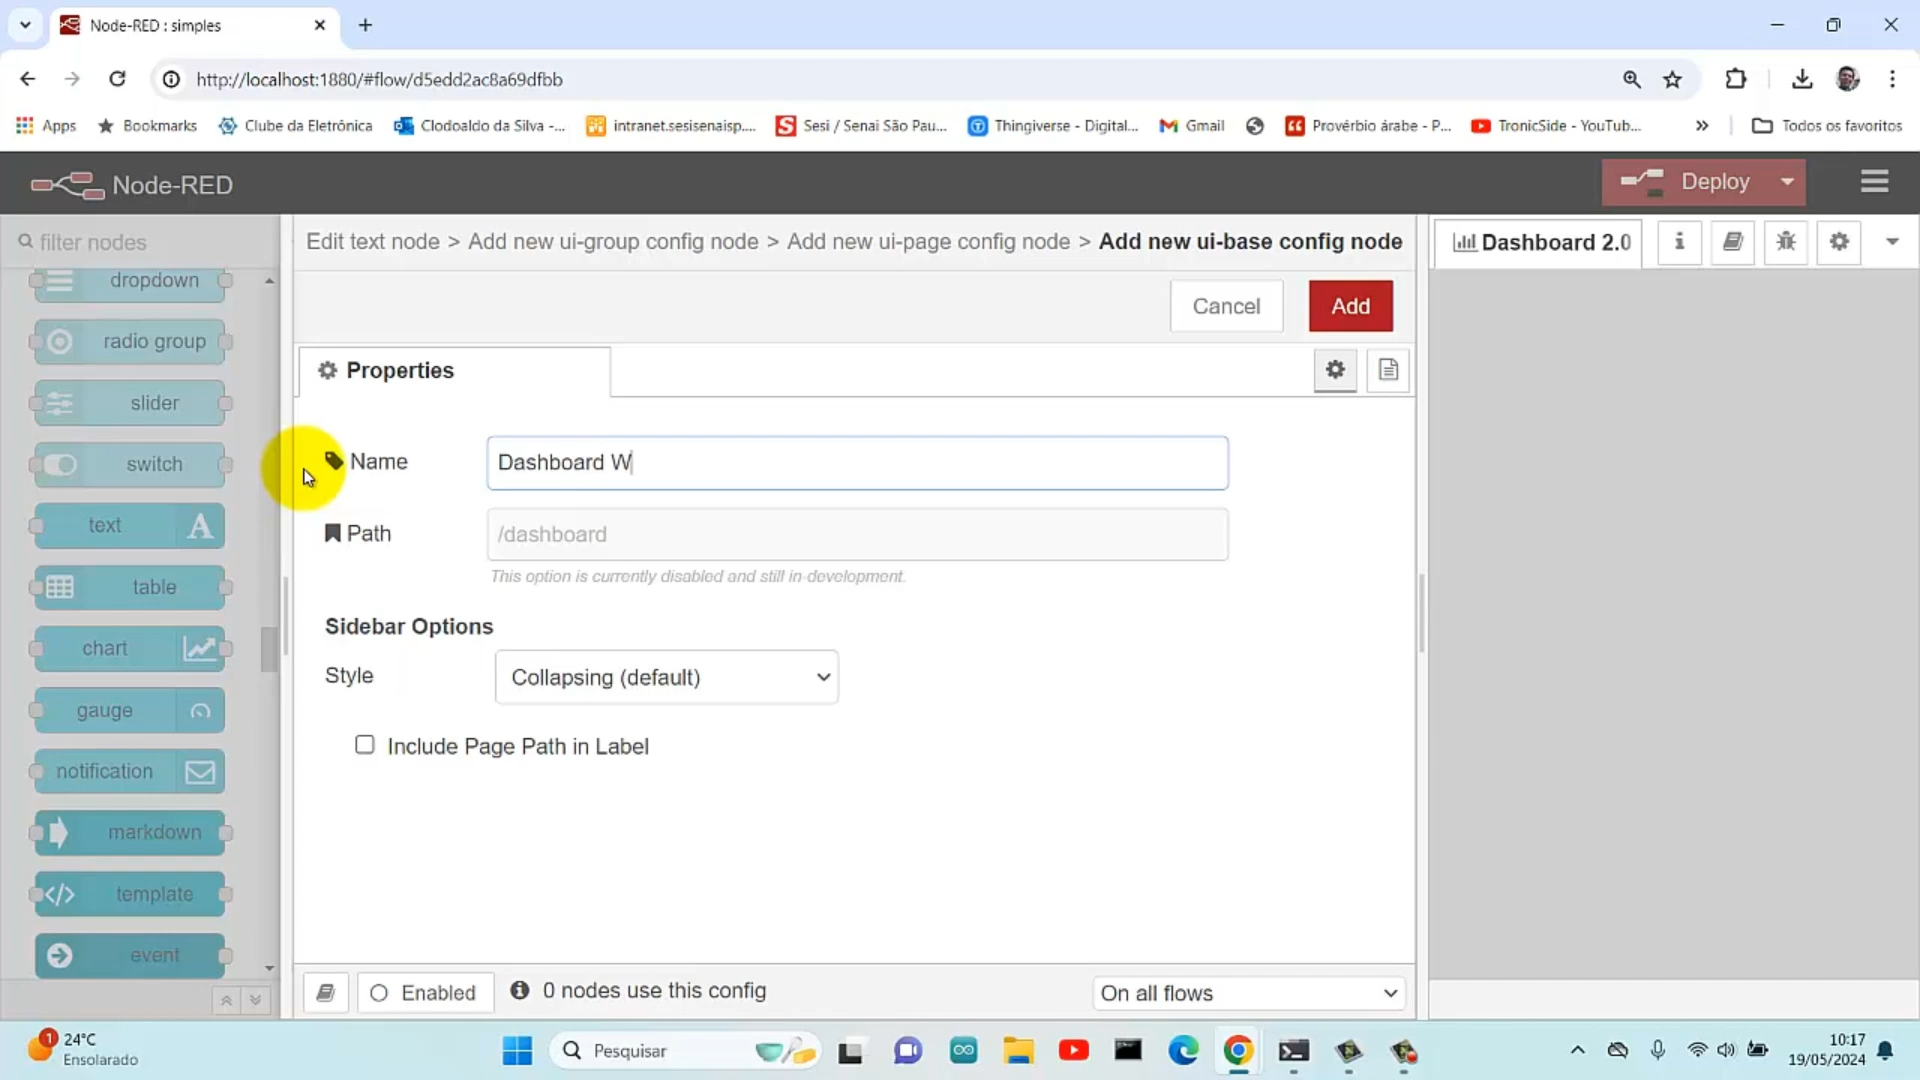 Node-RED : simples
http://localhost:1880/#flow/d5edd2ac8a69dfbb
Apps
Bookmarks
Clube da Eletrônica
Clodoaldo da Silva -...
intranet.sesisenaisp....
Sesi / Senai São Pau...
Thingiverse - Digital...
Gmail
Provérbio árabe - P...
TronicSide - YouTub...
Todos os favoritos
Node-RED
Deploy
filter nodes
Edit text node > Add new ui-group config node > Add new ui-page config node > Add new ui-base config node
Dashboard 2.0
Cancel
Add
dropdown
radio group
slider
switch
text
table
chart
gauge
notification
markdown
template
event
Properties
Name
Dashboard W
Path
/dashboard
This option is currently disabled and still in-development.
Sidebar Options
Style
Collapsing (default)
Include Page Path in Label
Enabled
0 nodes use this config
On all flows
1
24°C
Ensolarado
Pesquisar
10:17
19/05/2024